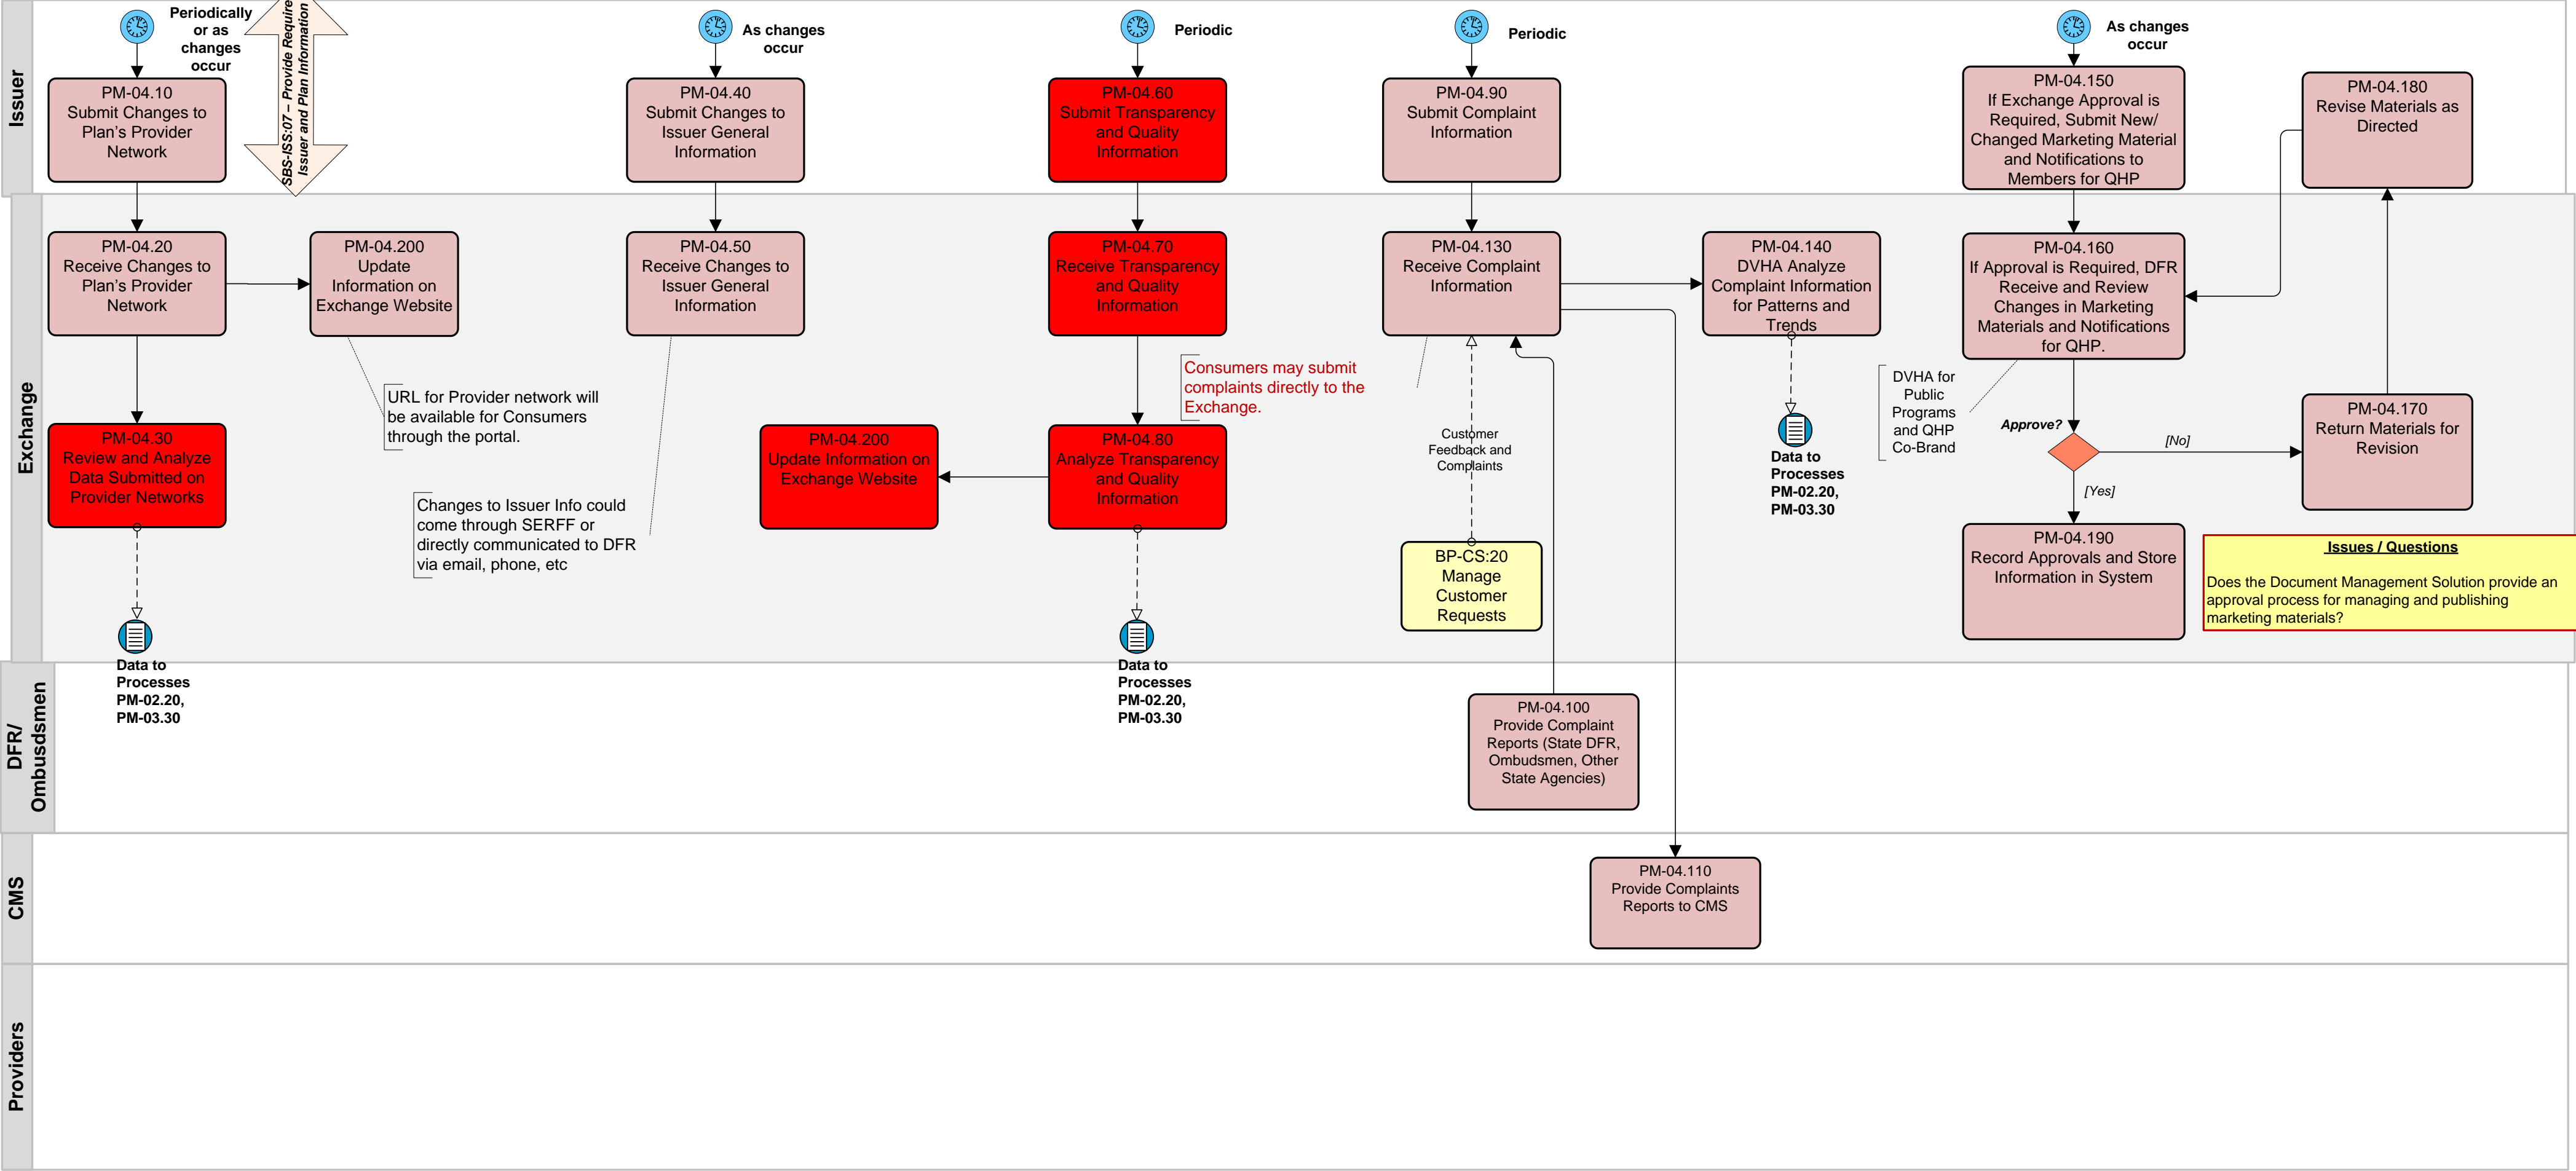 Issuer
Periodically
or as
changes
occur
SBS-ISS:07 – Provide Require
Issuer and Plan Information
As changes
occur
Periodic
Periodic
As changes
occur
PM-04.10
Submit Changes to
Plan's Provider
Network
PM-04.40
Submit Changes to
Issuer General
Information
PM-04.60
Submit Transparency
and Quality
Information
PM-04.90
Submit Complaint
Information
PM-04.150
If Exchange Approval is
Required, Submit New/
Changed Marketing Material
and Notifications to
Members for QHP
PM-04.180
Revise Materials as
Directed
Exchange
PM-04.20
Receive Changes to
Plan's Provider
Network
PM-04.200
Update
Information on
Exchange Website
PM-04.50
Receive Changes to
Issuer General
Information
PM-04.70
Receive Transparency
and Quality
Information
PM-04.130
Receive Complaint
Information
PM-04.140
DVHA Analyze
Complaint Information
for Patterns and
Trends
PM-04.160
If Approval is Required, DFR
Receive and Review
Changes in Marketing
Materials and Notifications
for QHP.
URL for Provider network will
be available for Consumers
through the portal.
Consumers may submit
complaints directly to the
Exchange.
DVHA for
Public
Programs
and QHP
Co-Brand
Approve?
[No]
[Yes]
PM-04.170
Return Materials for
Revision
PM-04.30
Review and Analyze
Data Submitted on
Provider Networks
Changes to Issuer Info could
come through SERFF or
directly communicated to DFR
via email, phone, etc
PM-04.200
Update Information on
Exchange Website
PM-04.80
Analyze Transparency
and Quality
Information
Customer
Feedback and
Complaints
Data to
Processes
PM-02.20,
PM-03.30
BP-CS:20
Manage
Customer
Requests
PM-04.190
Record Approvals and Store
Information in System
Issues / Questions
Does the Document Management Solution provide an
approval process for managing and publishing
marketing materials?
Data to
Processes
PM-02.20,
PM-03.30
Data to
Processes
PM-02.20,
PM-03.30
DFR/
Ombusdsmen
PM-04.100
Provide Complaint
Reports (State DFR,
Ombudsmen, Other
State Agencies)
CMS
PM-04.110
Provide Complaints
Reports to CMS
Providers